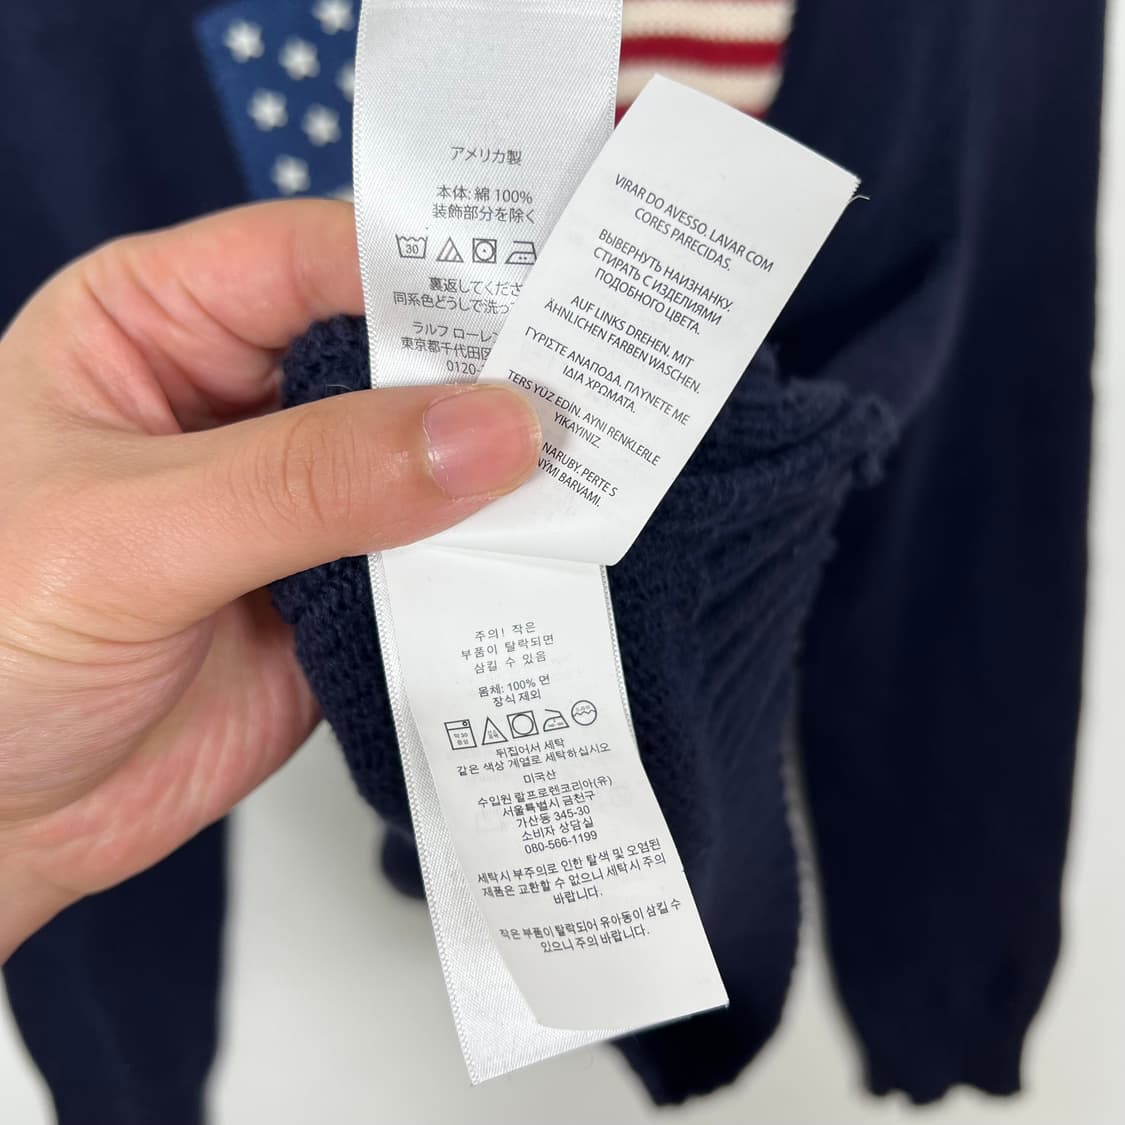 アメリカ製
本体: 綿 100%
装飾部分を除く
30
裏返してくださ
同系色どうしで洗っ
ラルフ ローレン
東京都千代田区
0120-
VIRAR DO AVESSO. LAVAR COM
CORES PARECIDAS.
ВЫВЕРНУТЬ НАИЗНАНКУ.
СТИРАТЬ С ИЗДЕЛИЯМИ
ПОДОБНОГО ЦВЕТА.
AUF LINKS DREHEN. MIT
ÄHNLICHEN FARBEN WASCHEN.
ΓΥΡΙΣΤΕ ΑΝΑΠΟΔΑ. ΠΛΥΝΕΤΕ ΜΕ
ΙΔΙΑ ΧΡΩΜΑΤΑ.
TERS YÜZ EDİN. AYNI RENKLERLE
YIKAYINIZ.
NARUBY. PERTE S
NÝMI BARVAMI.
주의! 작은
부품이 탈락되면
삼킬 수 있음
몸체: 100% 면
장식 제외
약 30
중성
뒤집어서 세탁
같은 색상 계열로 세탁하십시오
미국산
수입원 랄프로렌코리아(유)
서울특별시 금천구
가산동 345-30
소비자 상담실
080-566-1199
세탁시 부주의로 인한 탈색 및 오염된
제품은 교환할 수 없으니 세탁시 주의
바랍니다.
작은 부품이 탈락되어 유아동이 삼킬 수
있으니 주의 바랍니다.